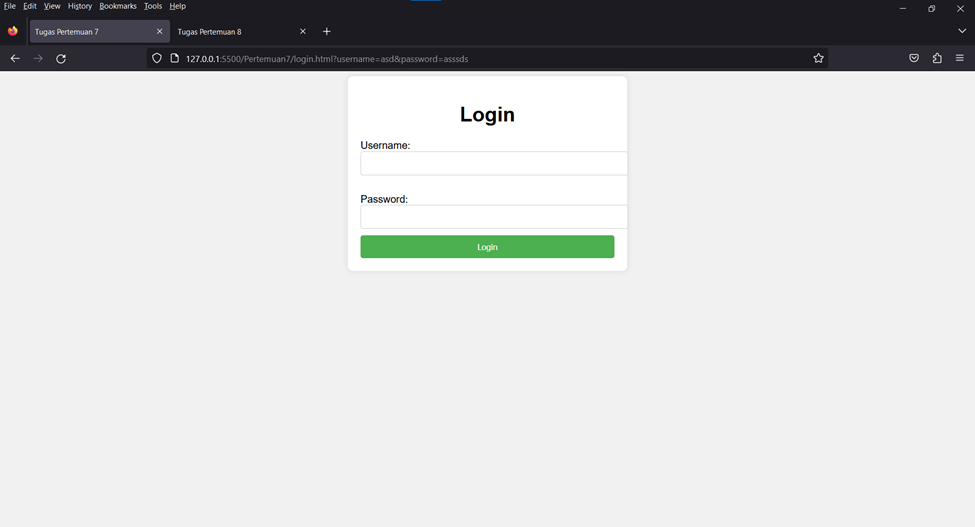 File Edit View History Bookmarks Tools Help
Tugas Pertemuan 7
Tugas Pertemuan 8
127.0.0.1:5500/Pertemuan7/login.html?username=asd&password=asssds
Login
Username:
Password:
Login